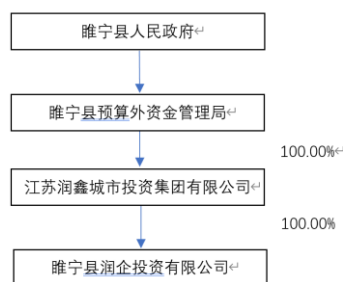 睢宁县人民政府
睢宁县预算外资金管理局
100.00%
江苏润鑫城市投资集团有限公司
100.00%
睢宁县润企投资有限公司